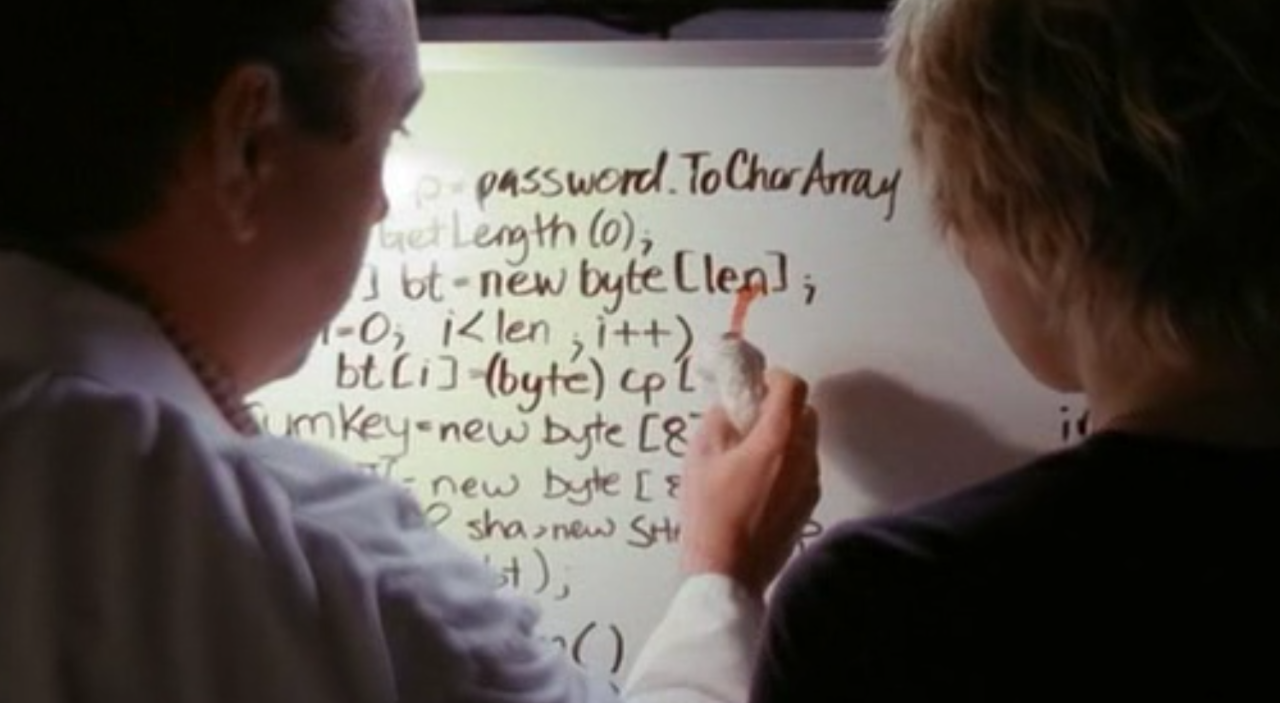 p= password.ToCharArray
GetLength (0);
] bt = new byte [len];
i=0; i< len ; i++)
bt [i] = (byte) cp [
umKey = new byte [8]
= new byte [ 8
sha = new SH
bt);
()